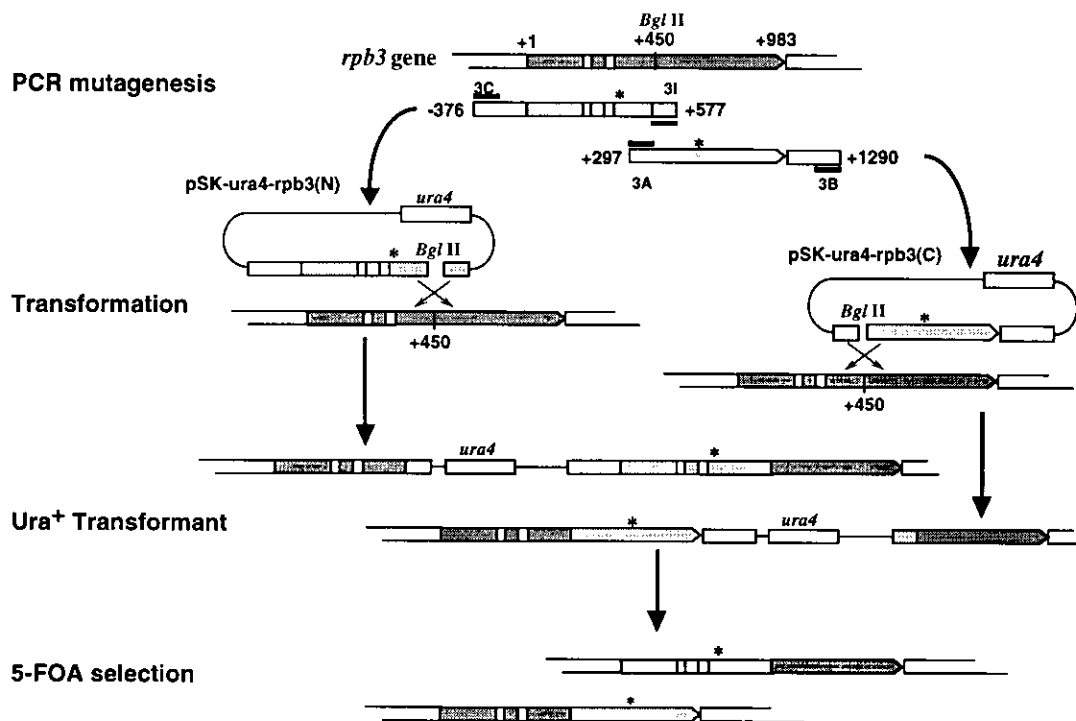 Bgl II
+1 +450 +983
rpb3 gene
PCR mutagenesis
3C * 3I
-376 +577
*
+297 +1290
3A 3B
pSK-ura4-rpb3(N)
ura4
* Bgl II
pSK-ura4-rpb3(C)
ura4
Bgl II *
Transformation
+450
+450
ura4 *
Ura+ Transformant
* ura4
*
5-FOA selection
*